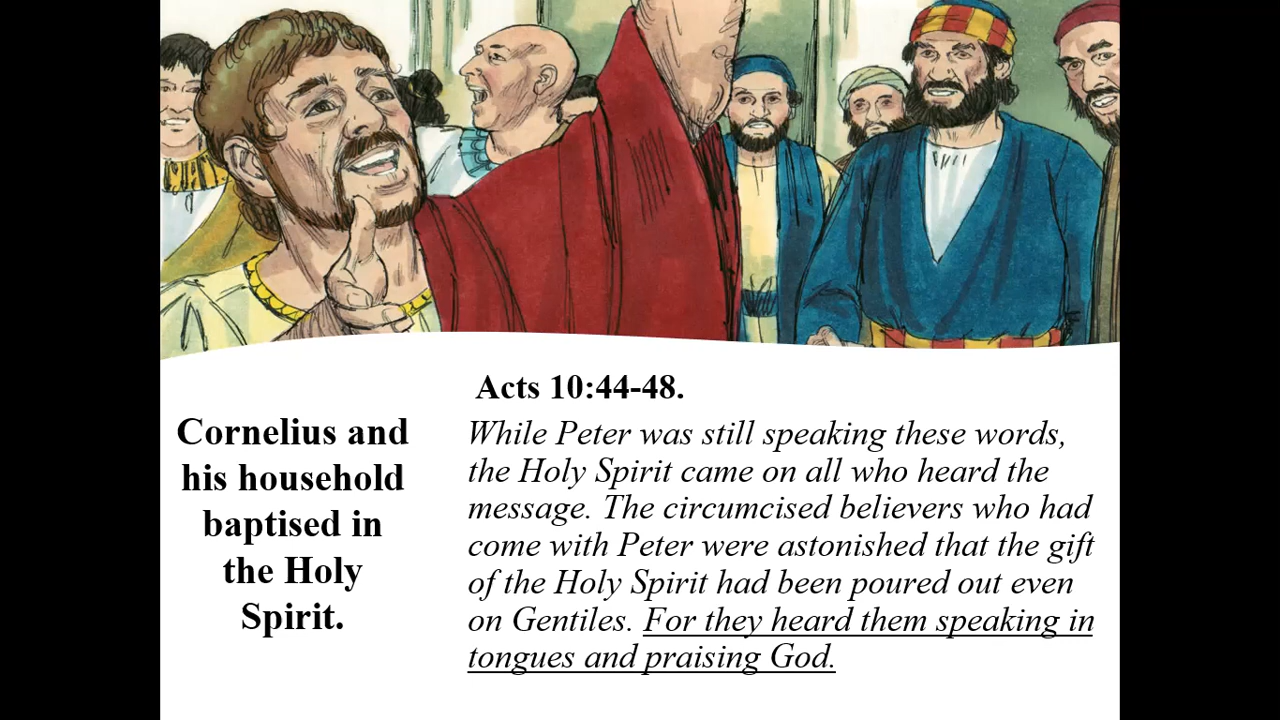 Cornelius and
his household
baptised in
the Holy
Spirit.
Acts 10:44-48.
While Peter was still speaking these words,
the Holy Spirit came on all who heard the
message. The circumcised believers who had
come with Peter were astonished that the gift
of the Holy Spirit had been poured out even
on Gentiles. For they heard them speaking in
tongues and praising God.